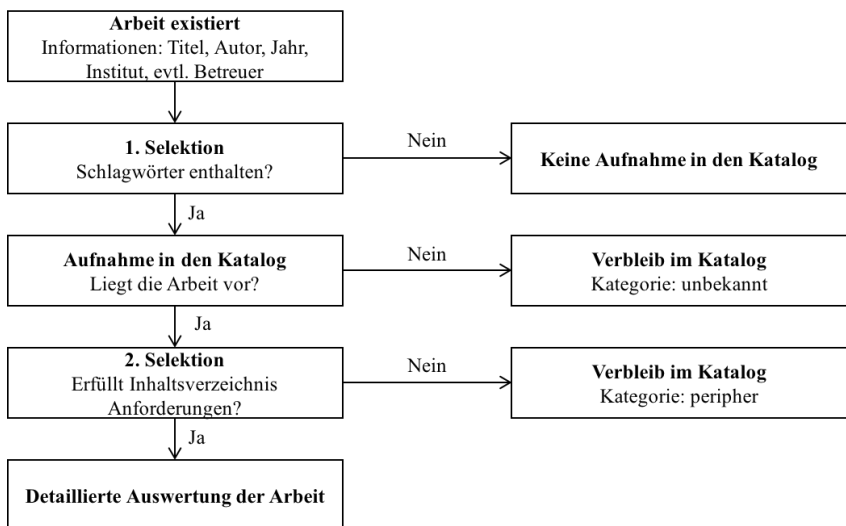 Arbeit existiert
Informationen: Titel, Autor, Jahr,
Institut, evtl. Betreuer
1. Selektion
Schlagwörter enthalten?
Nein
Keine Aufnahme in den Katalog
Ja
Aufnahme in den Katalog
Liegt die Arbeit vor?
Nein
Verbleib im Katalog
Kategorie: unbekannt
Ja
2. Selektion
Erfüllt Inhaltsverzeichnis
Anforderungen?
Nein
Verbleib im Katalog
Kategorie: peripher
Ja
Detaillierte Auswertung der Arbeit